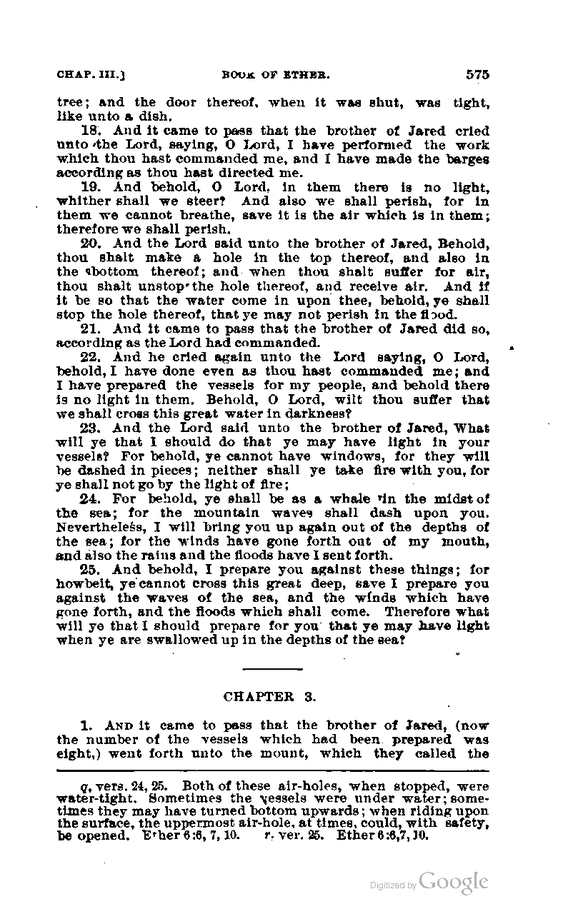 CHAP. III.] BOOK OF ETHER. 575
tree; and the door thereof, when it was shut, was tight,
like unto a dish.
18. And it came to pass that the brother of Jared cried
unto the Lord, saying, O Lord, I have performed the work
which thou hast commanded me, and I have made the barges
according as thou hast directed me.
19. And behold, O Lord, in them there is no light,
whither shall we steer? And also we shall perish, for in
them we cannot breathe, save it is the air which is in them;
therefore we shall perish.
20. And the Lord said unto the brother of Jared, Behold,
thou shalt make a hole in the top thereof, and also in
the qbottom thereof; and when thou shalt suffer for air,
thou shalt unstop the hole thereof, and receive air. And if
it be so that the water come in upon thee, behold, ye shall
stop the hole thereof, that ye may not perish in the flood.
21. And it came to pass that the brother of Jared did so,
according as the Lord had commanded.
22. And he cried again unto the Lord saying, O Lord,
behold, I have done even as thou hast commanded me; and
I have prepared the vessels for my people, and behold there
is no light in them. Behold, O Lord, wilt thou suffer that
we shall cross this great water in darkness?
23. And the Lord said unto the brother of Jared, What
will ye that I should do that ye may have light in your
vessels? For behold, ye cannot have windows, for they will
be dashed in pieces; neither shall ye take fire with you, for
ye shall not go by the light of fire;
24. For behold, ye shall be as a whale rin the midst of
the sea; for the mountain waves shall dash upon you.
Nevertheless, I will bring you up again out of the depths of
the sea; for the winds have gone forth out of my mouth,
and also the rains and the floods have I sent forth.
25. And behold, I prepare you against these things; for
howbeit, ye cannot cross this great deep, save I prepare you
against the waves of the sea, and the winds which have
gone forth, and the floods which shall come. Therefore what
will ye that I should prepare for you that ye may have light
when ye are swallowed up in the depths of the sea?
CHAPTER 3.
1. AND it came to pass that the brother of Jared, (now
the number of the vessels which had been prepared was
eight,) went forth unto the mount, which they called the
q, vers. 24, 25. Both of these air-holes, when stopped, were
water-tight. Sometimes the vessels were under water; some-
times they may have turned bottom upwards; when riding upon
the surface, the uppermost air-hole, at times, could, with safety,
be opened. Ether 6:6, 7, 10. r. ver. 25. Ether 6:6, 7, 10.
Digitized by Google